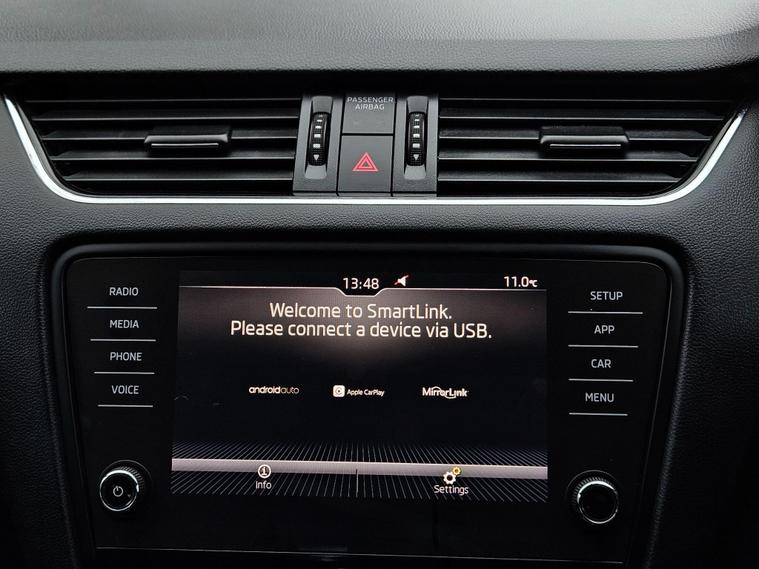 PASSENGER
AIRBAG
13:48
11.0℃
Welcome to SmartLink.
Please connect a device via USB.
androidauto
Apple CarPlay
MirrorLink
Info
Settings
RADIO
MEDIA
PHONE
VOICE
SETUP
APP
CAR
MENU